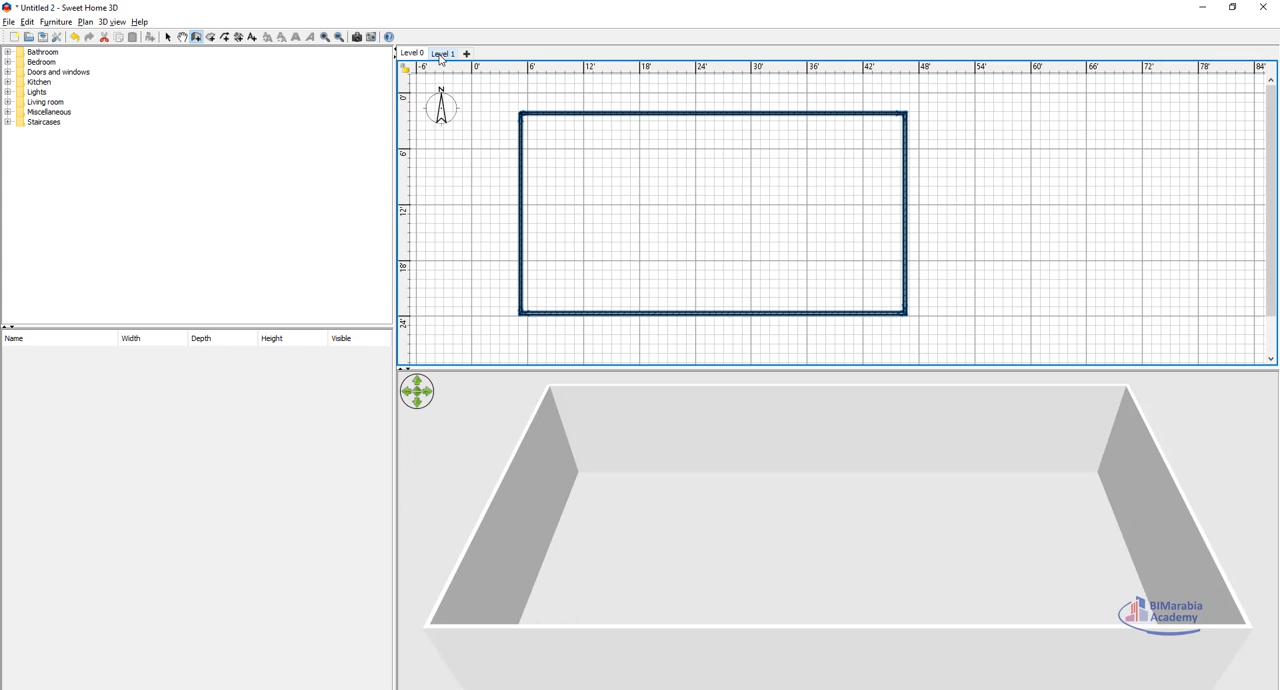 * Untitled 2 - Sweet Home 3D
File Edit Furniture Plan 3D view Help
Bathroom
Bedroom
Doors and windows
Kitchen
Lights
Living room
Miscellaneous
Staircases
Name Width Depth Height Visible
Level 0 Level 1
-6' 0' 6' 12' 18' 24' 30' 36' 42' 48' 54' 60' 66' 72' 78' 84'
0'
6'
12'
18'
24'
N
BIMarabia
Academy